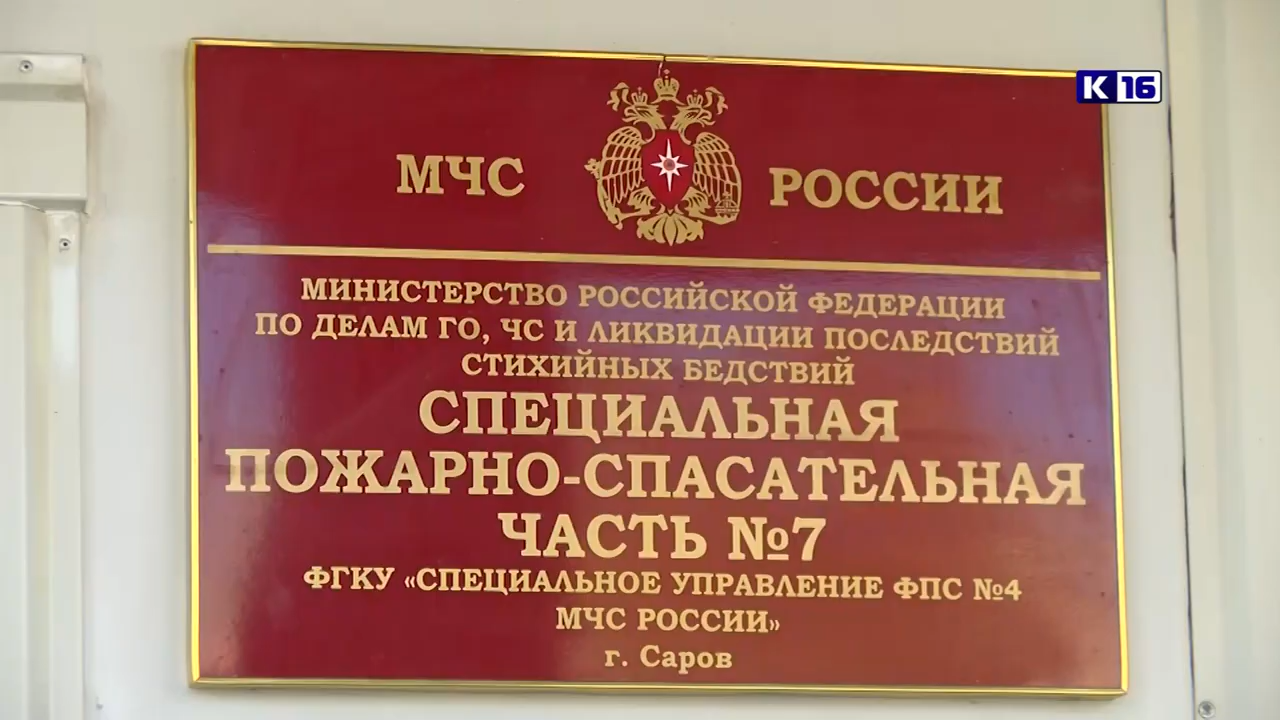 К 16
МЧС РОССИИ
МИНИСТЕРСТВО РОССИЙСКОЙ ФЕДЕРАЦИИ
ПО ДЕЛАМ ГО, ЧС И ЛИКВИДАЦИИ ПОСЛЕДСТВИЙ
СТИХИЙНЫХ БЕДСТВИЙ
СПЕЦИАЛЬНАЯ
ПОЖАРНО-СПАСАТЕЛЬНАЯ
ЧАСТЬ №7
ФГКУ «СПЕЦИАЛЬНОЕ УПРАВЛЕНИЕ ФПС №4
МЧС РОССИИ»
г. Саров